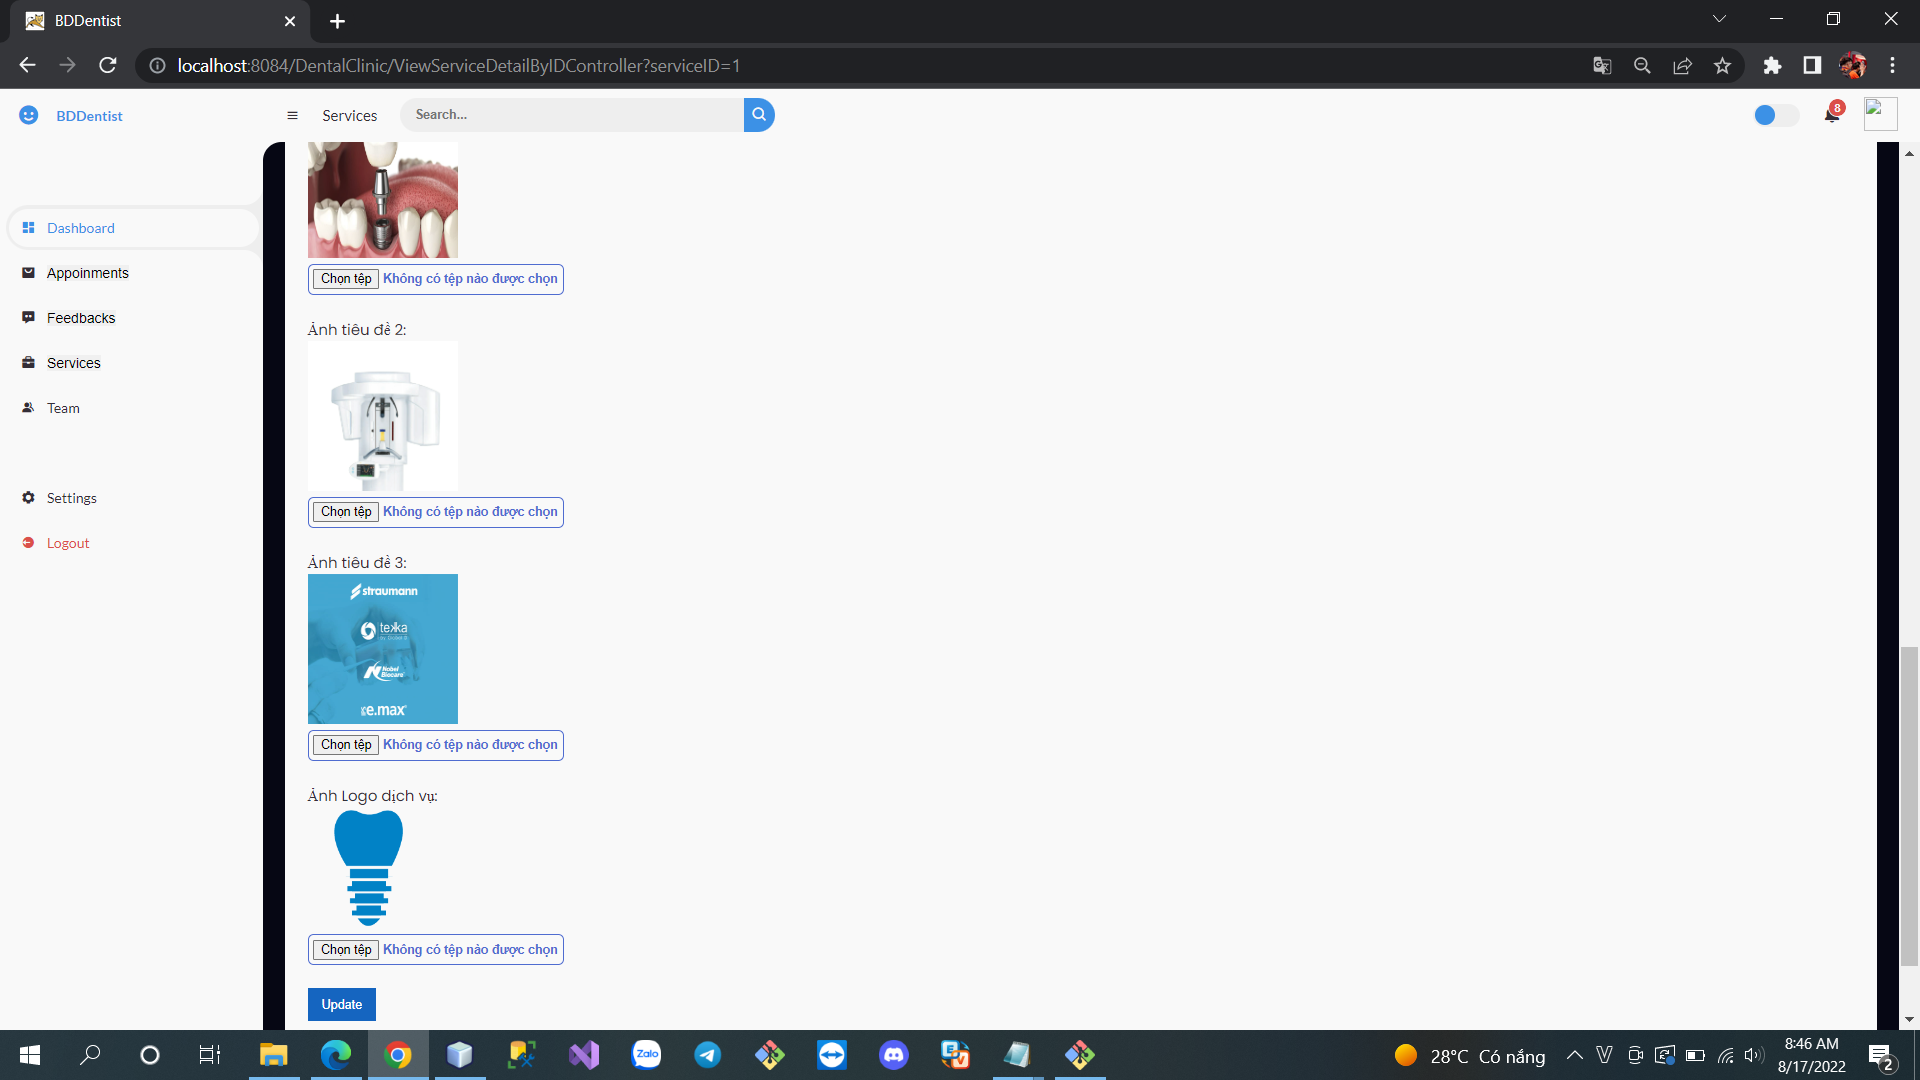 BDDentist
localhost:8084/DentalClinic/ViewServiceDetailByIDController?serviceID=1
BDDentist
Services
Search...
8
Dashboard
Appoinments
Feedbacks
Services
Team
Settings
Logout
Chọn tệp Không có tệp nào được chọn
Ảnh tiêu đề 2:
Chọn tệp Không có tệp nào được chọn
Ảnh tiêu đề 3:
straumann
tekka
Nobel
Biocare
e.max
Chọn tệp Không có tệp nào được chọn
Ảnh Logo dịch vụ:
Chọn tệp Không có tệp nào được chọn
Update
Zalo
28°C Có nắng
8:46 AM
8/17/2022
2